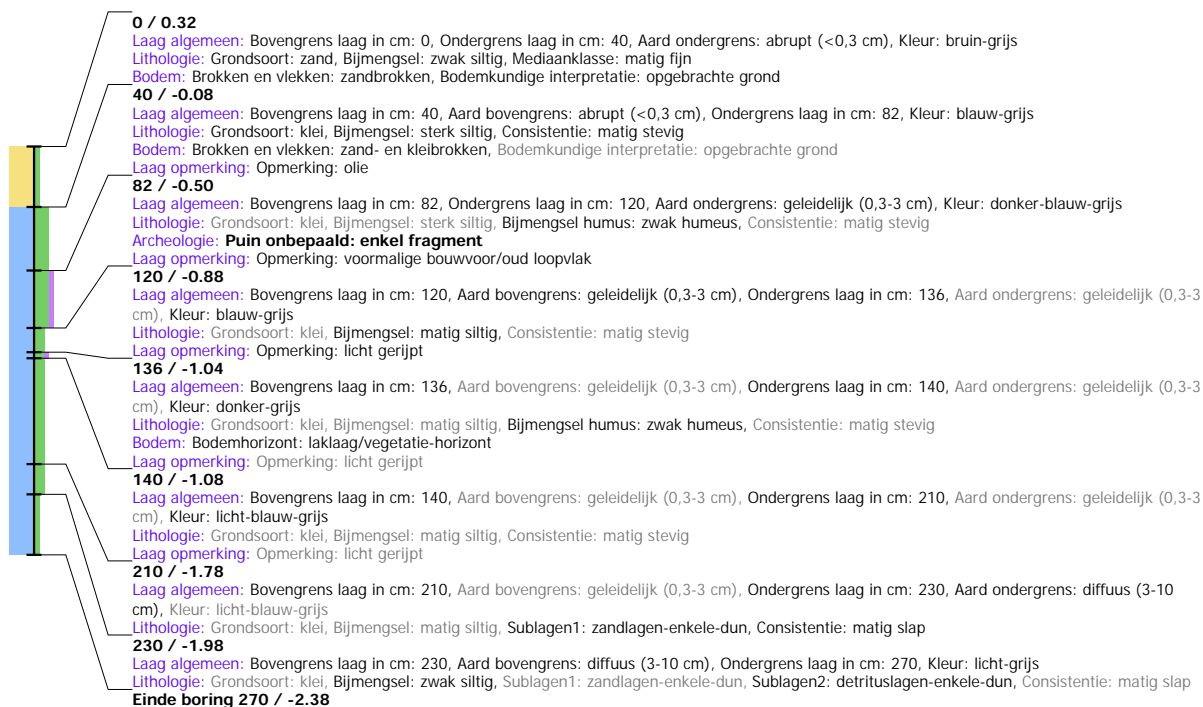 0 / 0.32
Laag algemeen: Bovengrens laag in cm: 0, Ondergrens laag in cm: 40, Aard ondergrens: abrupt (<0,3 cm), Kleur: bruin-grijs
Lithologie: Grondsoort: zand, Bijmengsel: zwak siltig, Mediaanklasse: matig fijn
Bodem: Brokken en vlekken: zandbrokken, Bodemkundige interpretatie: opgebrachte grond
40 / -0.08
Laag algemeen: Bovengrens laag in cm: 40, Aard bovengrens: abrupt (<0,3 cm), Ondergrens laag in cm: 82, Kleur: blauw-grijs
Lithologie: Grondsoort: klei, Bijmengsel: sterk siltig, Consistentie: matig stevig
Bodem: Brokken en vlekken: zand- en kleibrokken, Bodemkundige interpretatie: opgebrachte grond
Laag opmerking: Opmerking: olie
82 / -0.50
Laag algemeen: Bovengrens laag in cm: 82, Ondergrens laag in cm: 120, Aard ondergrens: geleidelijk (0,3-3 cm), Kleur: donker-blauw-grijs
Lithologie: Grondsoort: klei, Bijmengsel: sterk siltig, Bijmengsel humus: zwak humeus, Consistentie: matig stevig
Archeologie: Puin onbepaald: enkel fragment
Laag opmerking: Opmerking: voormalige bouwvoor/oud loopvlak
120 / -0.88
Laag algemeen: Bovengrens laag in cm: 120, Aard bovengrens: geleidelijk (0,3-3 cm), Ondergrens laag in cm: 136, Aard ondergrens: geleidelijk (0,3-3
cm), Kleur: blauw-grijs
Lithologie: Grondsoort: klei, Bijmengsel: matig siltig, Consistentie: matig stevig
Laag opmerking: Opmerking: licht gerijpt
136 / -1.04
Laag algemeen: Bovengrens laag in cm: 136, Aard bovengrens: geleidelijk (0,3-3 cm), Ondergrens laag in cm: 140, Aard ondergrens: geleidelijk (0,3-3
cm), Kleur: donker-grijs
Lithologie: Grondsoort: klei, Bijmengsel: matig siltig, Bijmengsel humus: zwak humeus, Consistentie: matig stevig
Bodem: Bodemhorizont: laklaag/vegetatie-horizont
Laag opmerking: Opmerking: licht gerijpt
140 / -1.08
Laag algemeen: Bovengrens laag in cm: 140, Aard bovengrens: geleidelijk (0,3-3 cm), Ondergrens laag in cm: 210, Aard ondergrens: geleidelijk (0,3-3
cm), Kleur: licht-blauw-grijs
Lithologie: Grondsoort: klei, Bijmengsel: matig siltig, Consistentie: matig stevig
Laag opmerking: Opmerking: licht gerijpt
210 / -1.78
Laag algemeen: Bovengrens laag in cm: 210, Aard bovengrens: geleidelijk (0,3-3 cm), Ondergrens laag in cm: 230, Aard ondergrens: diffuus (3-10
cm), Kleur: licht-blauw-grijs
Lithologie: Grondsoort: klei, Bijmengsel: matig siltig, Sublagen1: zandlagen-enkele-dun, Consistentie: matig slap
230 / -1.98
Laag algemeen: Bovengrens laag in cm: 230, Aard bovengrens: diffuus (3-10 cm), Ondergrens laag in cm: 270, Kleur: licht-grijs
Lithologie: Grondsoort: klei, Bijmengsel: zwak siltig, Sublagen1: zandlagen-enkele-dun, Sublagen2: detrituslagen-enkele-dun, Consistentie: matig slap
Einde boring 270 / -2.38